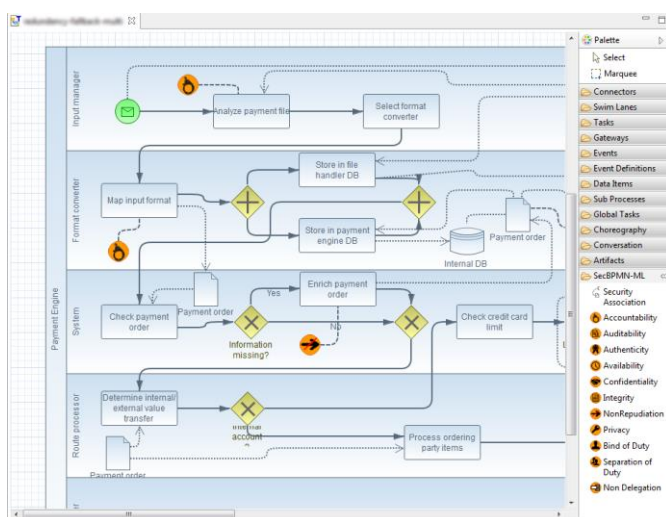 Palette
Select
Marquee
Connectors
Swim Lanes
Tasks
Gateways
Events
Event Definitions
Data Items
Sub Processes
Global Tasks
Choreography
Conversation
Artifacts
SecBPMN-ML
Security
Association
Accountability
Auditability
Authenticity
Availability
Confidentiality
Integrity
NonRepudiation
Privacy
Bind of Duty
Separation of
Duty
Non Delegation
Payment Engine
Input manager
Analyze payment file
Select format
converter
Format converter
Map input format
Store in file
handler DB
Store in payment
engine DB
Internal DB
Payment order
System
Check payment
order
Payment order
Yes
Information
missing?
Enrich payment
order
No
Check credit card
limit
Route processor
Determine internal/
external value
transfer
Payment order
internal
account
?
Process ordering
party items